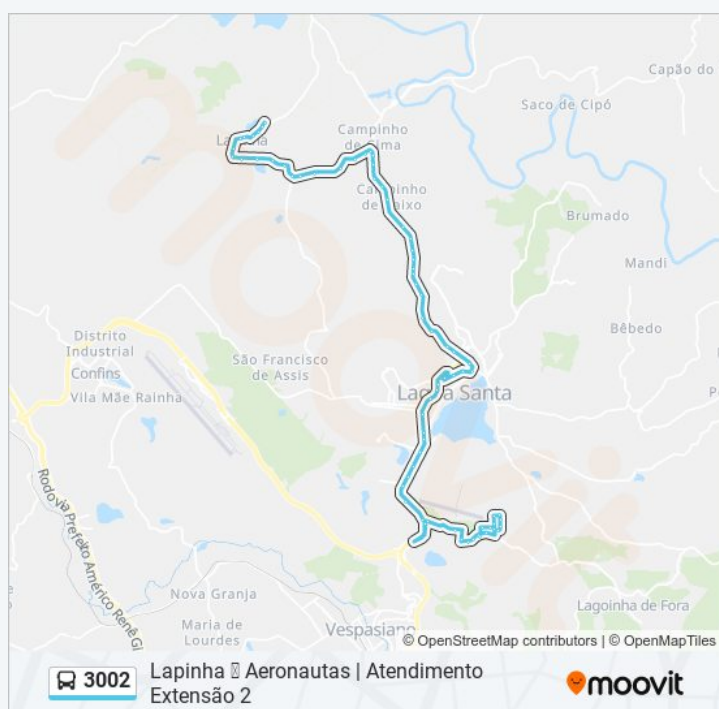 Capão do
Saco de Cipó
Campinho
de Cima
Campinho
de Baixo
Brumado
Mandi
Bêbedo
Distrito
Industrial
Confins
Vila Mãe Rainha
São Francisco
de Assis
Lagoa Santa
Rodovia Prefeito Américo Renê Gi
Nova Granja
Maria de
Lourdes
Vespasiano
Lagoinha de Fora
© OpenStreetMap contributors | © OpenMapTiles
3002
Lapinha Aeronautas | Atendimento
Extensão 2
moovit